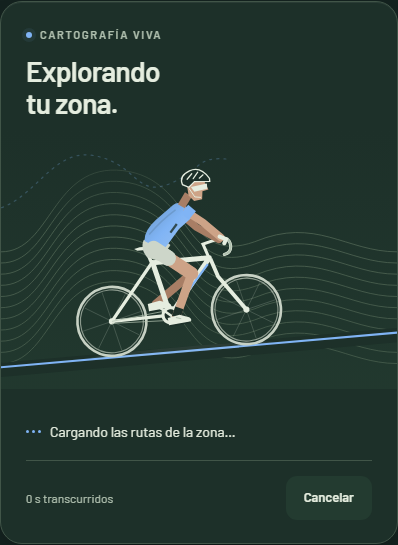 CARTOGRAFÍA VIVA
Explorando
tu zona.
Cargando las rutas de la zona...
0 s transcurridos
Cancelar